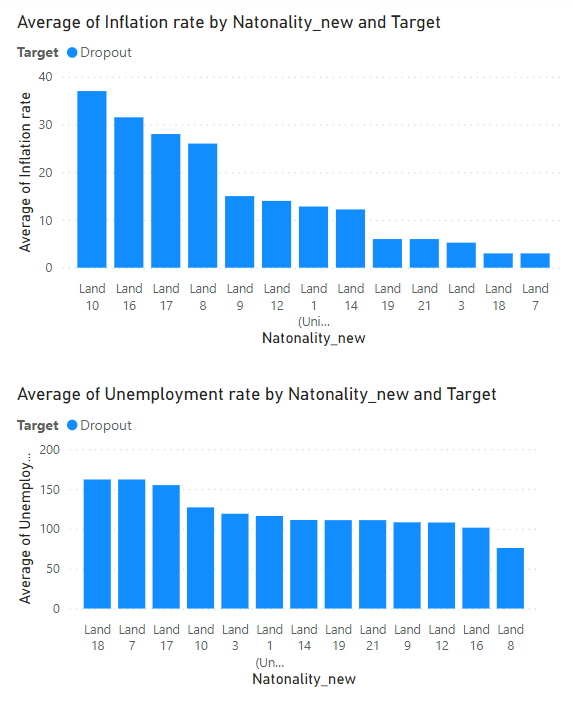 Average of Inflation rate by Natonality_new and Target
Target Dropout
Average of Inflation rate
40
30
20
10
0
Land 10
Land 16
Land 17
Land 8
Land 9
Land 12
Land 1 (Uni...
Land 14
Land 19
Land 21
Land 3
Land 18
Land 7
Natonality_new
Average of Unemployment rate by Natonality_new and Target
Target Dropout
Average of Unemploy...
200
150
100
50
0
Land 18
Land 7
Land 17
Land 10
Land 3
Land 1 (Un...
Land 14
Land 19
Land 21
Land 9
Land 12
Land 16
Land 8
Natonality_new